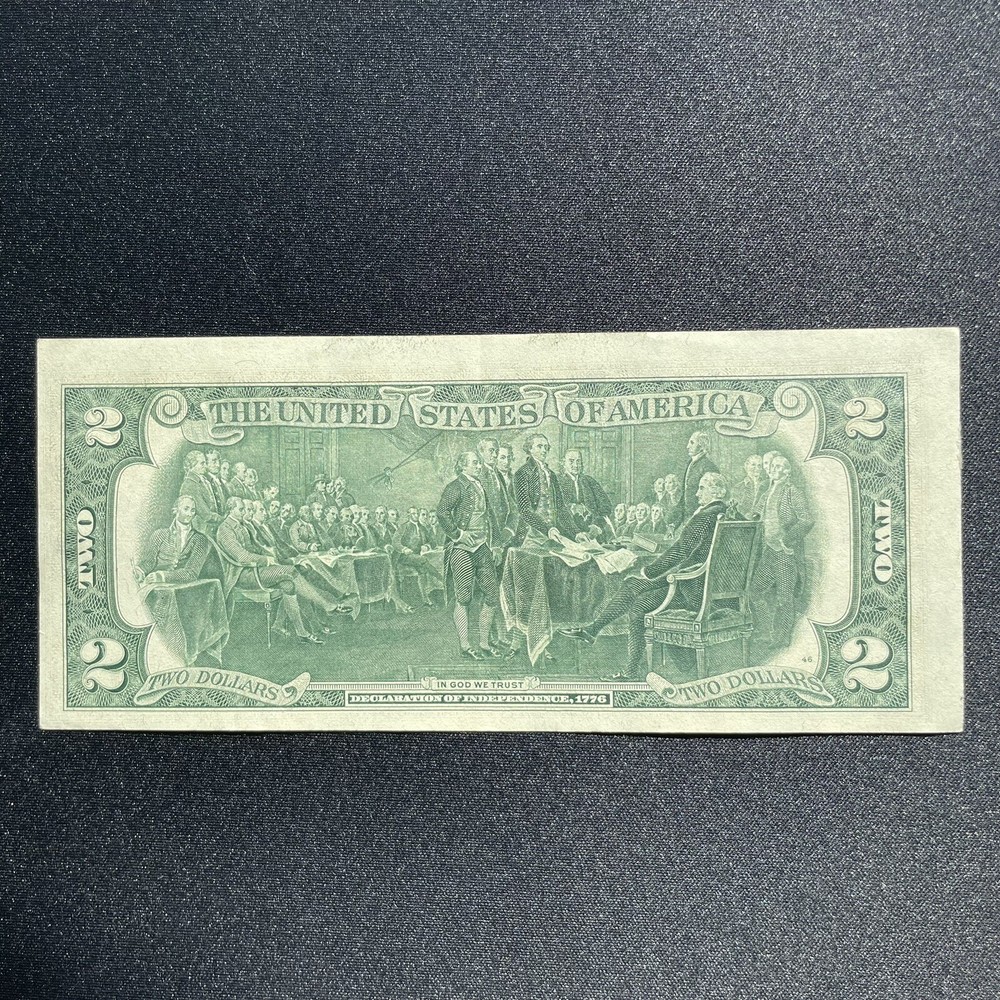 2 THE UNITED STATES OF AMERICA 2
TWO TWO
46
2 TWO DOLLARS IN GOD WE TRUST TWO DOLLARS 2
DECLARATION OF INDEPENDENCE, 1776